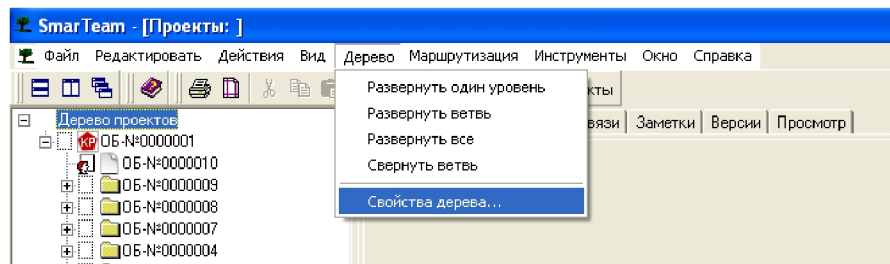 SmarTeam - [Проекты: ]
Файл Редактировать Действия Вид Дерево Маршрутизация Инструменты Окно Справка
Развернуть один уровень
Развернуть ветвь
Развернуть все
Свернуть ветвь
Свойства дерева...
Заметки Версии Просмотр
Дерево проектов
КР ОБ-№0000001
ОБ-№0000010
ОБ-№0000009
ОБ-№0000008
ОБ-№0000007
ОБ-№0000004